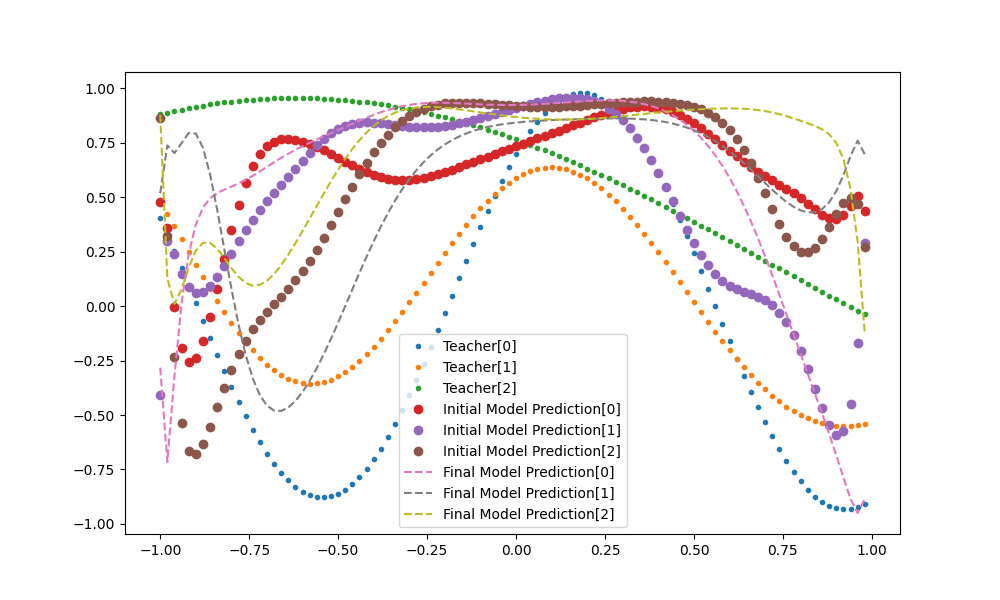 1.00
0.75
0.50
0.25
0.00
−0.25
−0.50
−0.75
−1.00
Teacher[0]
Teacher[1]
Teacher[2]
Initial Model Prediction[0]
Initial Model Prediction[1]
Initial Model Prediction[2]
Final Model Prediction[0]
Final Model Prediction[1]
Final Model Prediction[2]
−1.00 −0.75 −0.50 −0.25 0.00 0.25 0.50 0.75 1.00